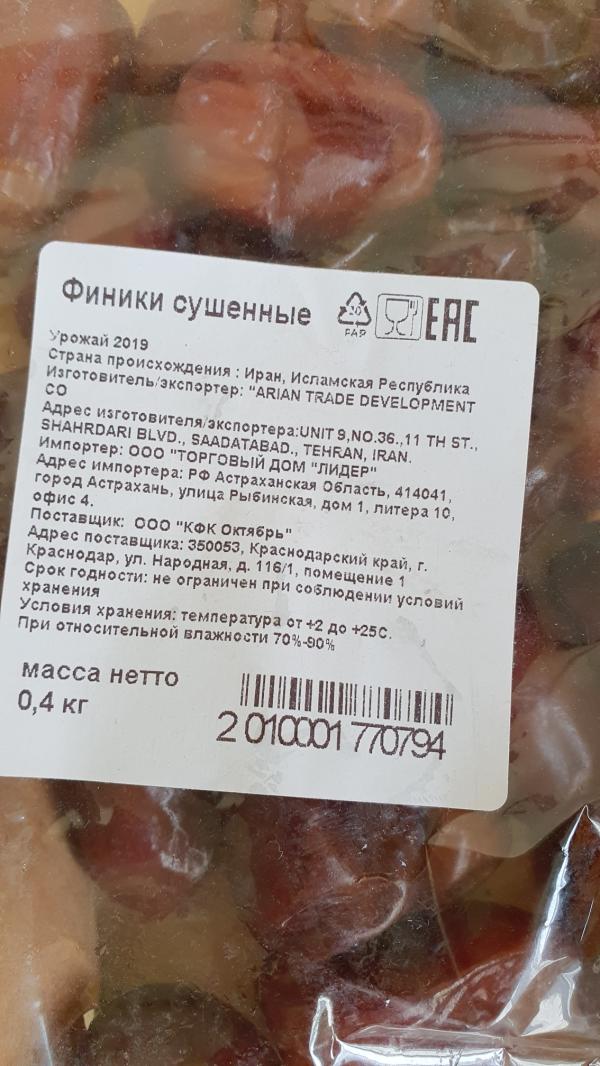 Финики сушенные
20
PAP
EAC
Урожай 2019
Страна происхождения : Иран, Исламская Республика
Изготовитель/экспортер: "ARIAN TRADE DEVELOPMENT
CO
Адрес изготовителя/экспортера:UNIT 9,NO.36.,11 TH ST.,
SHAHRDARI BLVD., SAADATABAD., TEHRAN, IRAN.
Импортер: ООО "ТОРГОВЫЙ ДОМ "ЛИДЕР"
Адрес импортера: РФ Астраханская Область, 414041,
город Астрахань, улица Рыбинская, дом 1, литера 10,
офис 4.
Поставщик: ООО "КФК Октябрь"
Адрес поставщика: 350053, Краснодарский край, г.
Краснодар, ул. Народная, д. 116/1, помещение 1
Срок годности: не ограничен при соблюдении условий
хранения
Условия хранения: температура от +2 до +25С.
При относительной влажности 70%-90%
масса нетто
0,4 кг
2 010001 770794